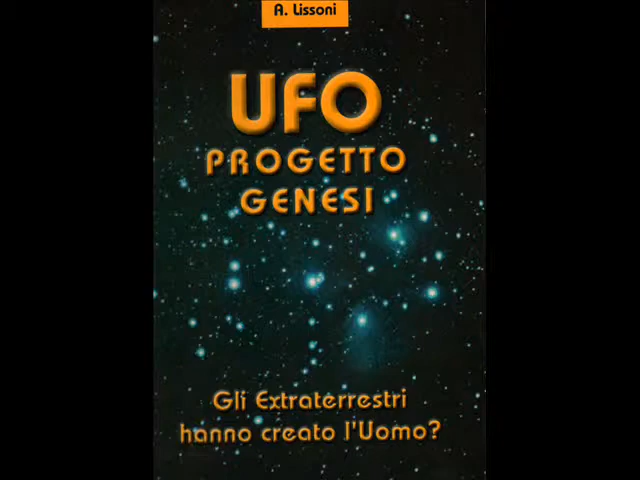 A. Lissoni
UFO
PROGETTO
GENESI
Gli Extraterrestri
hanno creato l'Uomo?